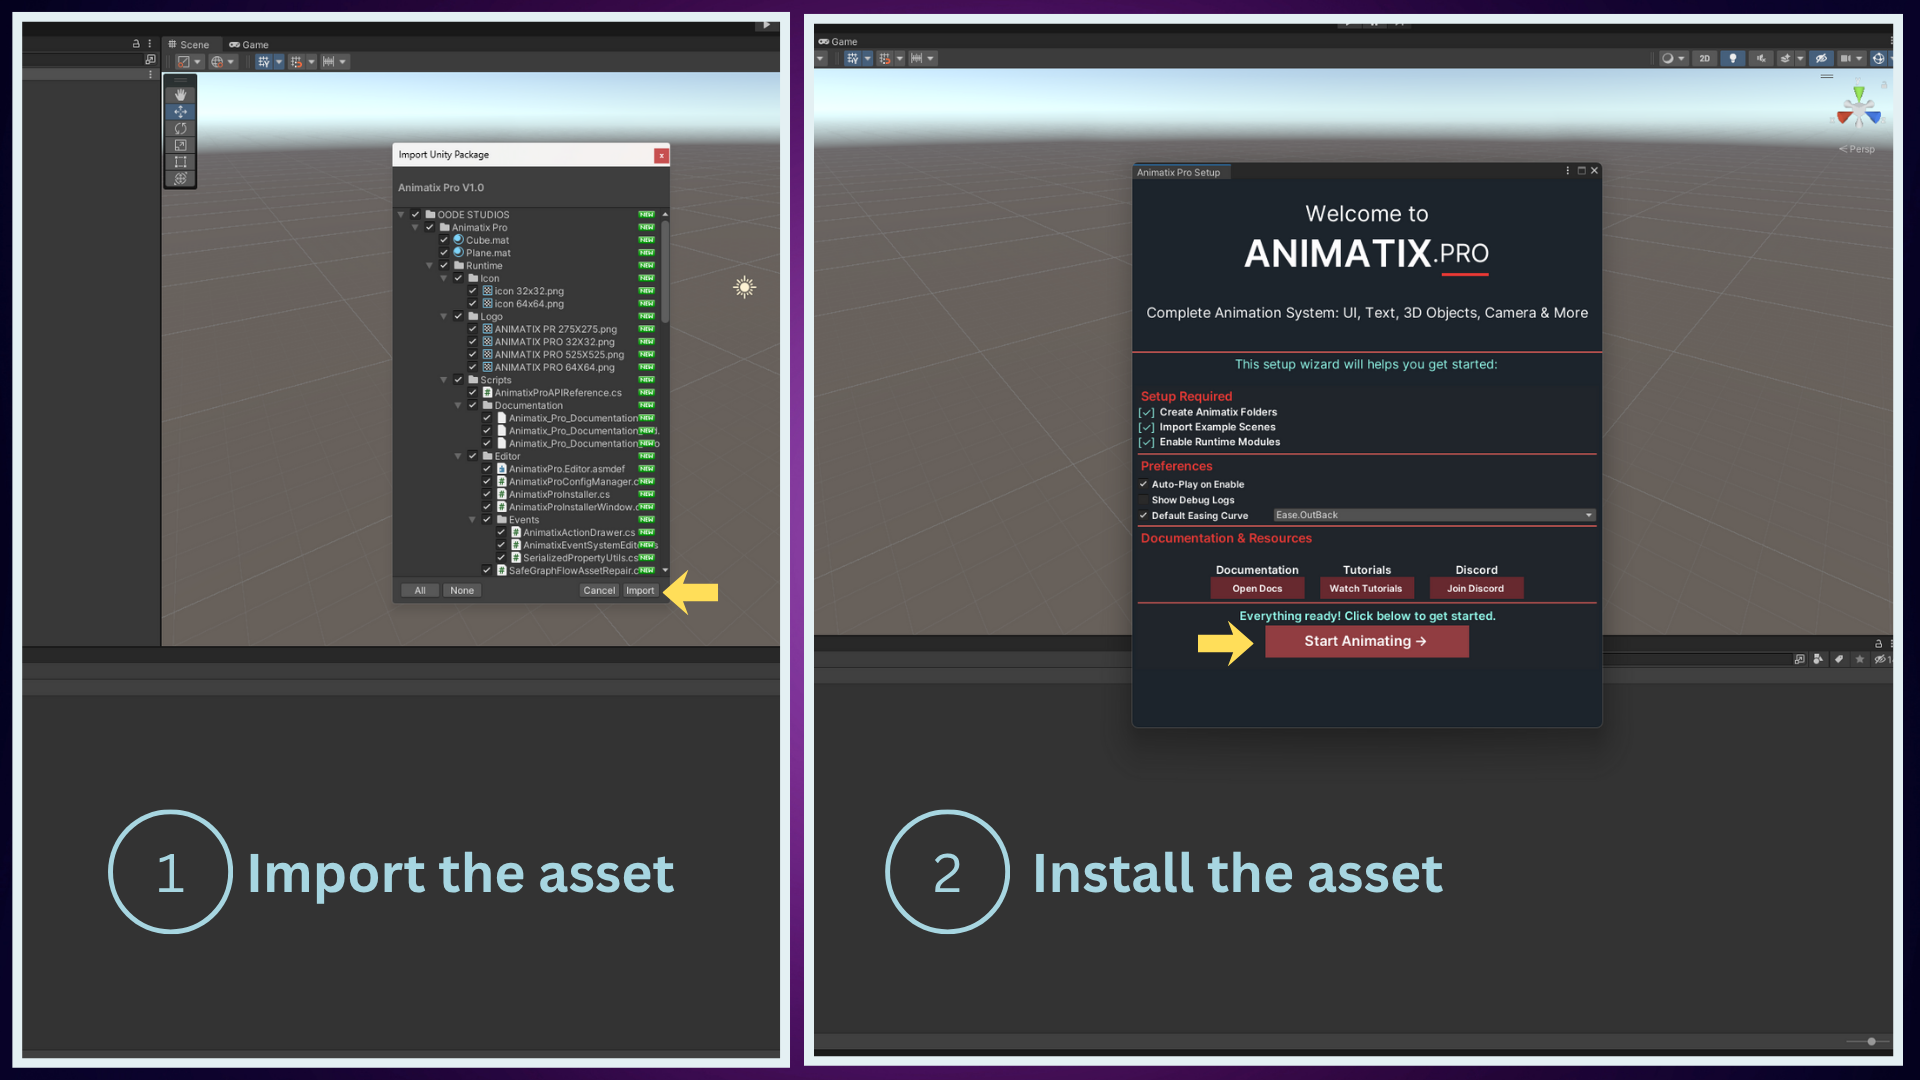 Scene
Game
Import Unity Package
x
Animatix Pro V1.0
OODE STUDIOS NEW
Animatix Pro NEW
Cube.mat NEW
Plane.mat NEW
Runtime NEW
Icon NEW
icon 32x32.png NEW
icon 64x64.png NEW
Logo NEW
ANIMATIX PR 275X275.png NEW
ANIMATIX PRO 32X32.png NEW
ANIMATIX PRO 525X525.png NEW
ANIMATIX PRO 64X64.png NEW
Scripts NEW
AnimatixProAPIReference.cs NEW
Documentation NEW
Animatix_Pro_Documentation NEW
Animatix_Pro_Documentation NEW
Animatix_Pro_Documentation NEW
Editor NEW
AnimatixPro.Editor.asmdef NEW
AnimatixProConfigManager.c NEW
AnimatixProInstaller.cs NEW
AnimatixProInstallerWindow.c NEW
Events NEW
AnimatixActionDrawer.cs NEW
AnimatixEventSystemEdit NEW
SerializedPropertyUtils.cs NEW
SafeGraphFlowAssetRepair.c NEW
All
None
Cancel
Import
1 Import the asset
Game
2D
Persp
Animatix Pro Setup
Welcome to
ANIMATIX.PRO
Complete Animation System: UI, Text, 3D Objects, Camera & More
This setup wizard will helps you get started:
Setup Required
[✓] Create Animatix Folders
[✓] Import Example Scenes
[✓] Enable Runtime Modules
Preferences
Auto-Play on Enable
Show Debug Logs
Default Easing Curve Ease.OutBack
Documentation & Resources
Documentation Tutorials Discord
Open Docs Watch Tutorials Join Discord
Everything ready! Click below to get started.
Start Animating →
2 Install the asset